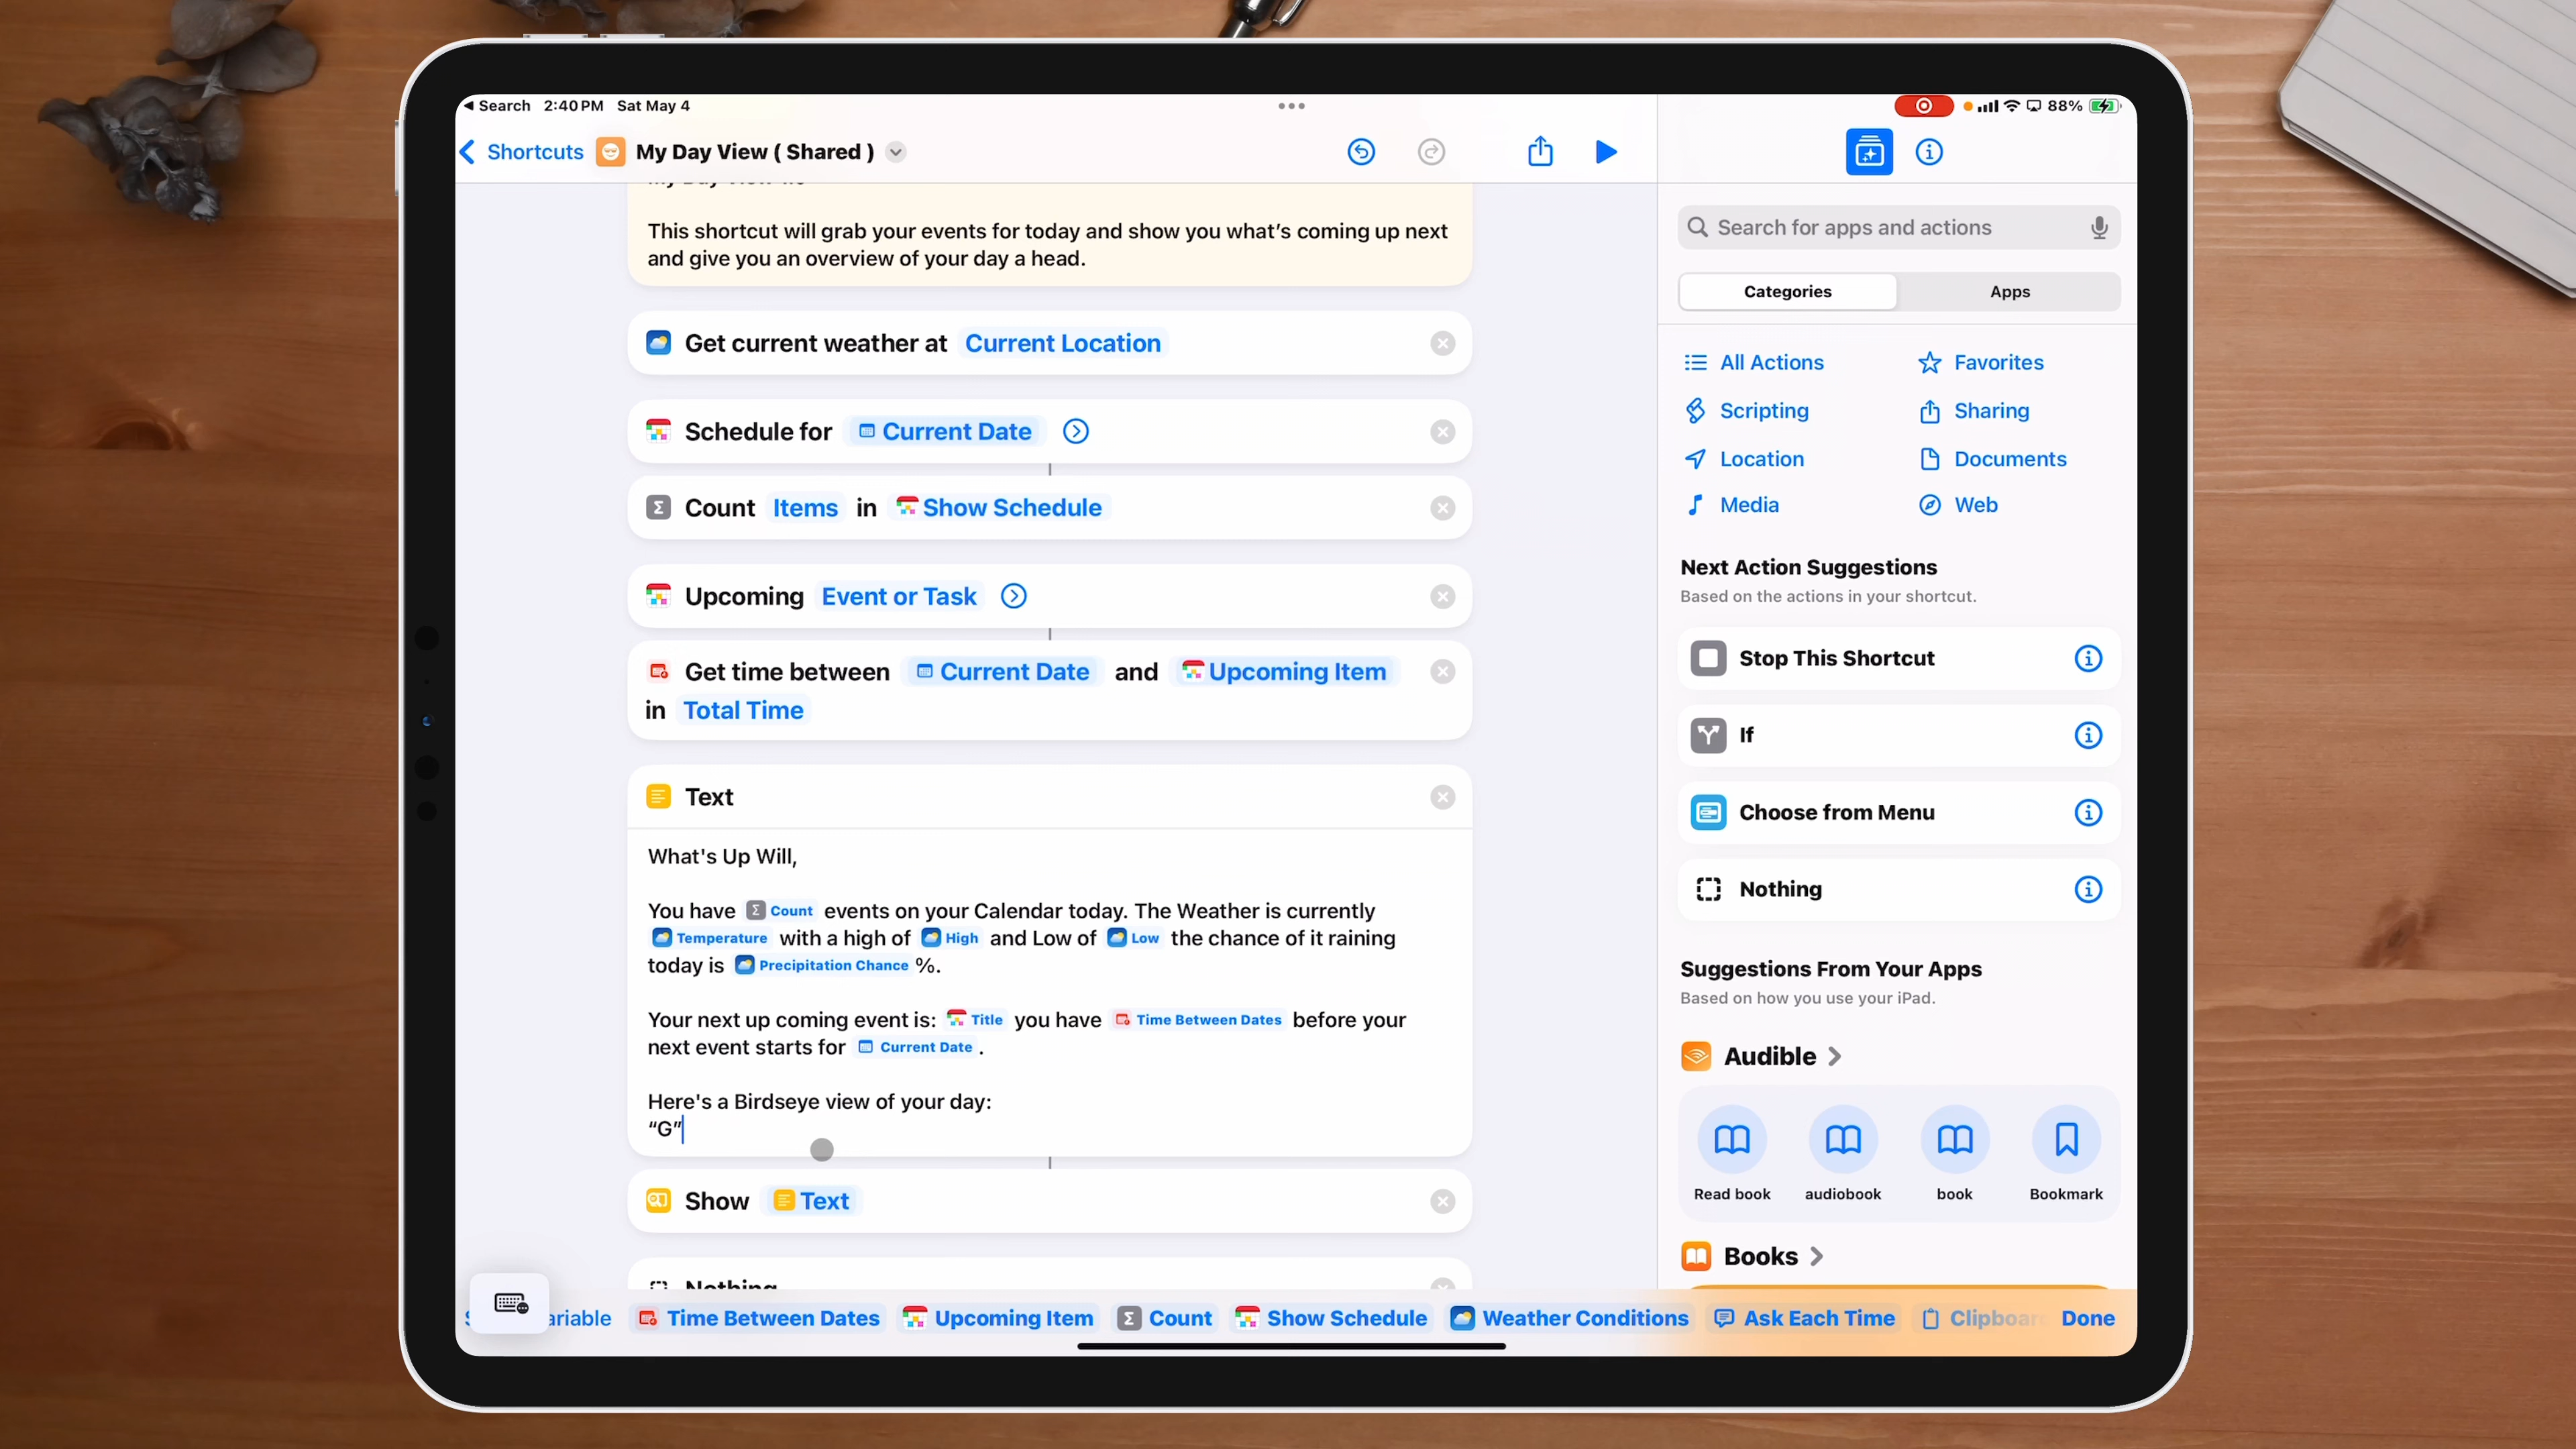 Search 2:40 PM Sat May 4
88%
Shortcuts My Day View ( Shared )
This shortcut will grab your events for today and show you what's coming up next
and give you an overview of your day a head.
Get current weather at Current Location
Schedule for Current Date
Count Items in Show Schedule
Upcoming Event or Task
Get time between Current Date and Upcoming Item
in Total Time
Text
What's Up Will,
You have Count events on your Calendar today. The Weather is currently
Temperature with a high of High and Low of Low the chance of it raining
today is Precipitation Chance %.
Your next up coming event is: Title you have Time Between Dates before your
next event starts for Current Date .
Here's a Birdseye view of your day:
“G”
Show Text
Nothing
ariable Time Between Dates Upcoming Item Count Show Schedule Weather Conditions Ask Each Time Clipboar Done
Search for apps and actions
Categories Apps
All Actions Favorites
Scripting Sharing
Location Documents
Media Web
Next Action Suggestions
Based on the actions in your shortcut.
Stop This Shortcut
If
Choose from Menu
Nothing
Suggestions From Your Apps
Based on how you use your iPad.
Audible
Read book audiobook book Bookmark
Books